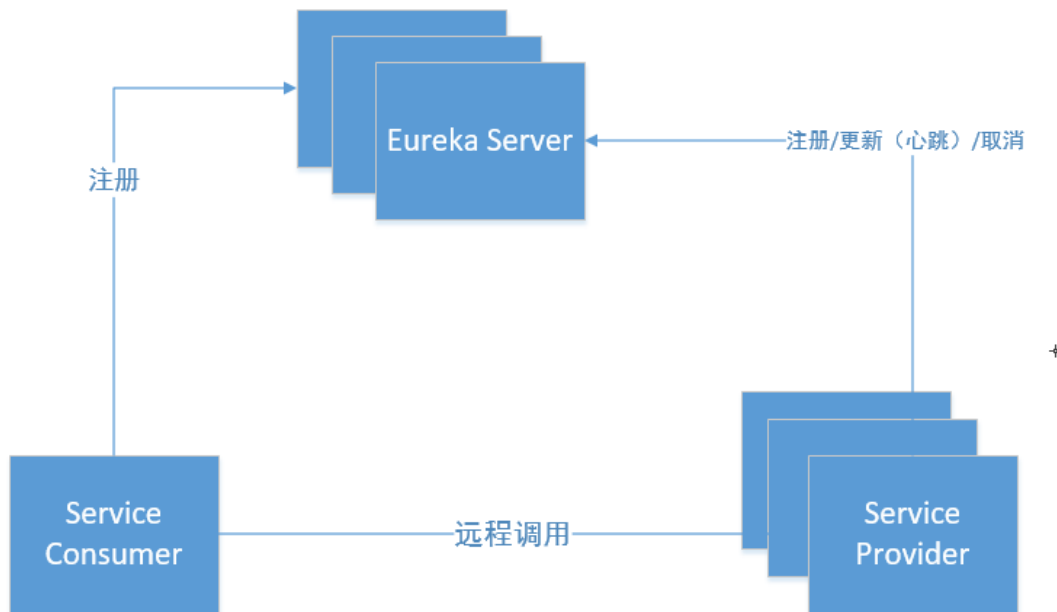 Eureka Server
注册/更新（心跳）/取消
注册
Service
Consumer
远程调用
Service
Provider